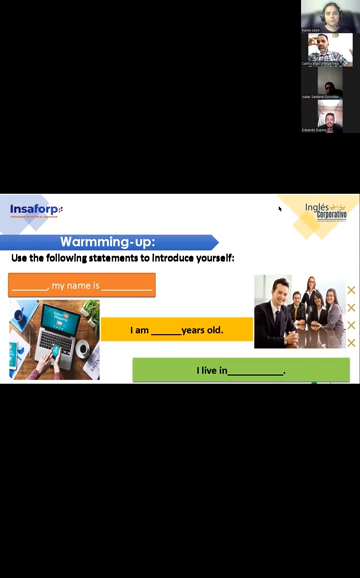 Insaforp
Inglés
Corporativo
Warmming-up:
Use the following statements to introduce yourself:
_______, my name is __________
I am ______years old.
I live in___________.